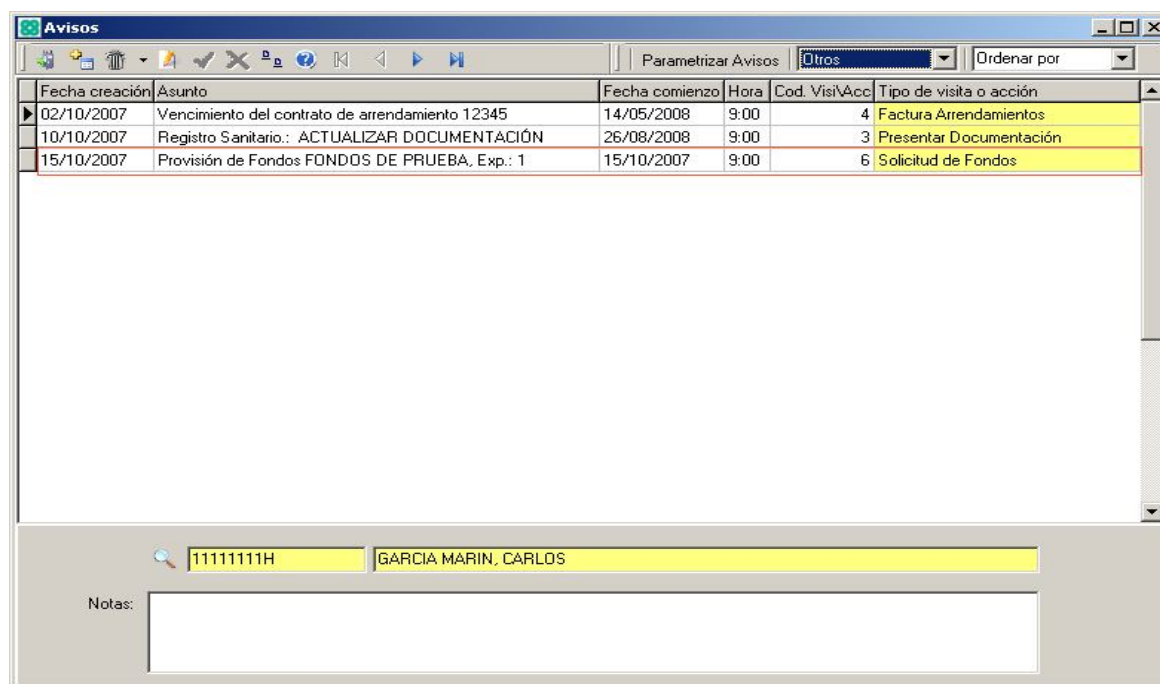 Avisos
Parametrizar Avisos Otros Ordenar por
Fecha creación Asunto Fecha comienzo Hora Cod. Visi\Acc Tipo de visita o acción
02/10/2007 Vencimiento del contrato de arrendamiento 12345 14/05/2008 9:00 4 Factura Arrendamientos
10/10/2007 Registro Sanitario.: ACTUALIZAR DOCUMENTACIÓN 26/08/2008 9:00 3 Presentar Documentación
15/10/2007 Provisión de Fondos FONDOS DE PRUEBA, Exp.: 1 15/10/2007 9:00 6 Solicitud de Fondos
11111111H GARCIA MARIN, CARLOS
Notas: